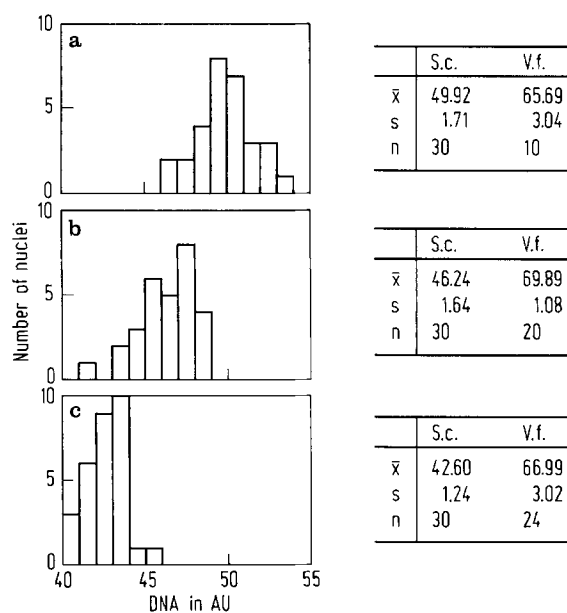 a
10
5
0
b
10
5
0
c
10
5
0
40 45 50 55
DNA in AU
Number of nuclei
S.c. V.f.
x̄ 49.92 65.69
s 1.71 3.04
n 30 10
S.c. V.f.
x̄ 46.24 69.89
s 1.64 1.08
n 30 20
S.c. V.f.
x̄ 42.60 66.99
s 1.24 3.02
n 30 24